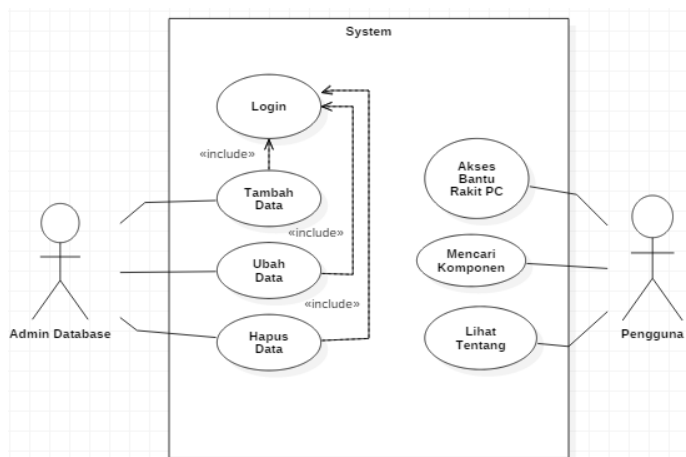 System
Login
«include»
Tambah
Data
«include»
Ubah
Data
«include»
Hapus
Data
Admin Database
Akses
Bantu
Rakit PC
Mencari
Komponen
Lihat
Tentang
Pengguna